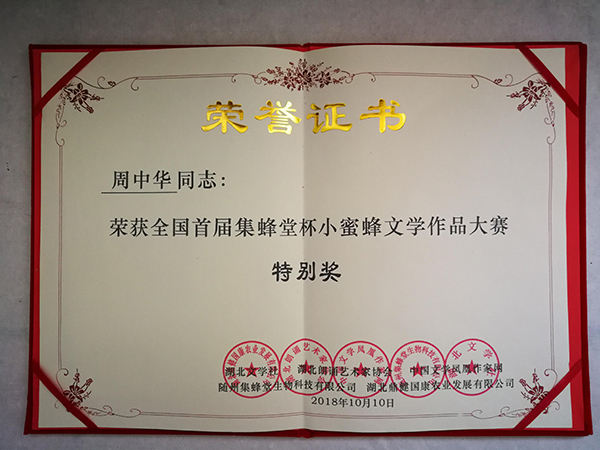 荣誉证书
周中华同志：
荣获全国首届集蜂堂杯小蜜蜂文学作品大赛
特别奖
湖北文学社 湖北朗诵艺术家协会 中国文学凤凰作家网
随州集蜂堂生物科技有限公司 湖北鼎健国康农业发展有限公司
2018年10月10日